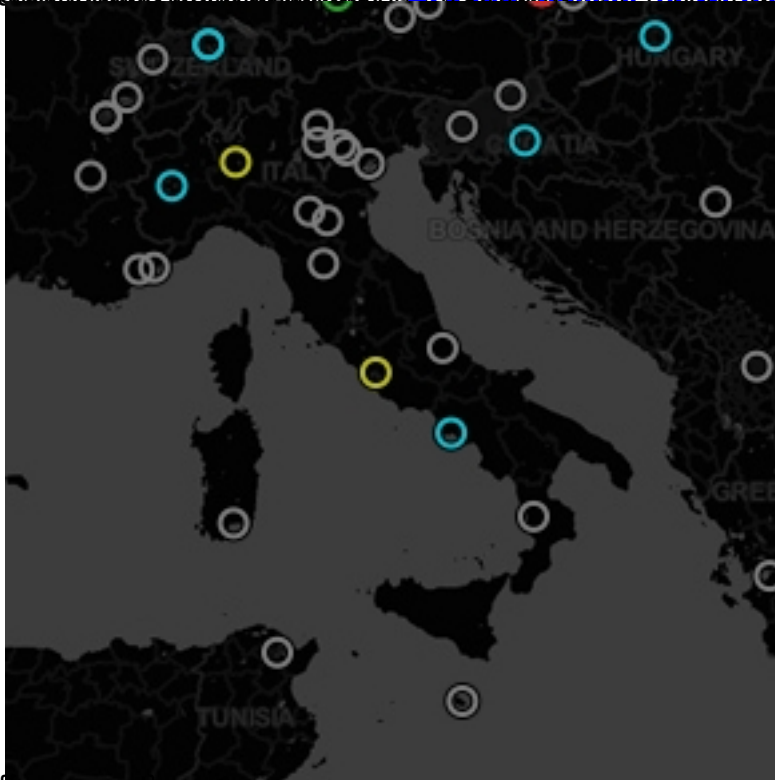 SWITZERLAND
HUNGARY
CROATIA
ITALY
BOSNIA AND HERZEGOVINA
GREE
TUNISIA